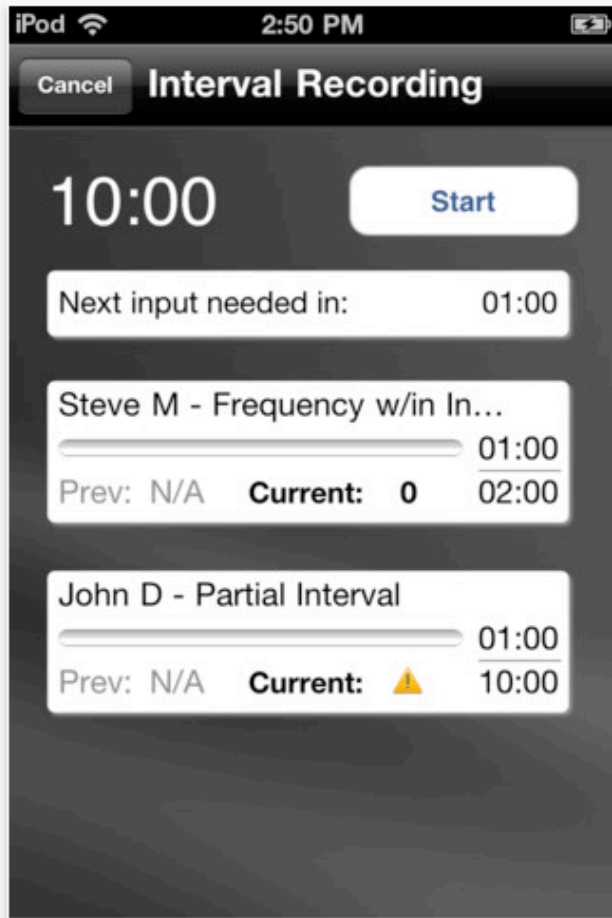 iPod 2:50 PM
Cancel Interval Recording
10:00 Start
Next input needed in: 01:00
Steve M - Frequency w/in In...
01:00
Prev: N/A Current: 0 02:00
John D - Partial Interval
01:00
Prev: N/A Current: 10:00